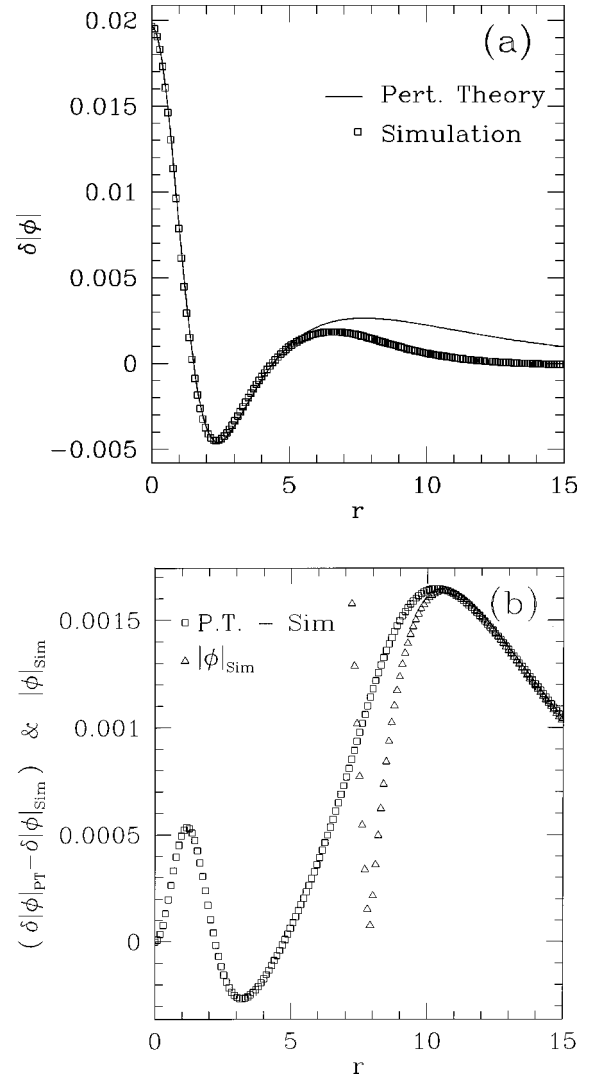 (a)
0.02
0.015
0.01
0.005
0
−0.005
δ|ϕ|
Pert. Theory
Simulation
0 5 10 15
r
(b)
0.0015
0.001
0.0005
0
( δ|ϕ|PT−δ|ϕ|Sim ) & |ϕ|Sim
P.T. − Sim
|ϕ|Sim
0 5 10 15
r